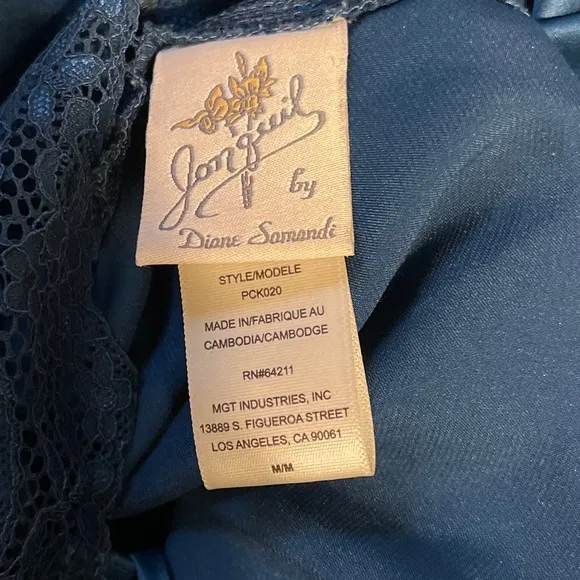 Jonquil
by
Diane Samandi
STYLE/MODELE
PCK020
MADE IN/FABRIQUE AU
CAMBODIA/CAMBODGE
RN#64211
MGT INDUSTRIES, INC
13889 S. FIGUEROA STREET
LOS ANGELES, CA 90061
M/M